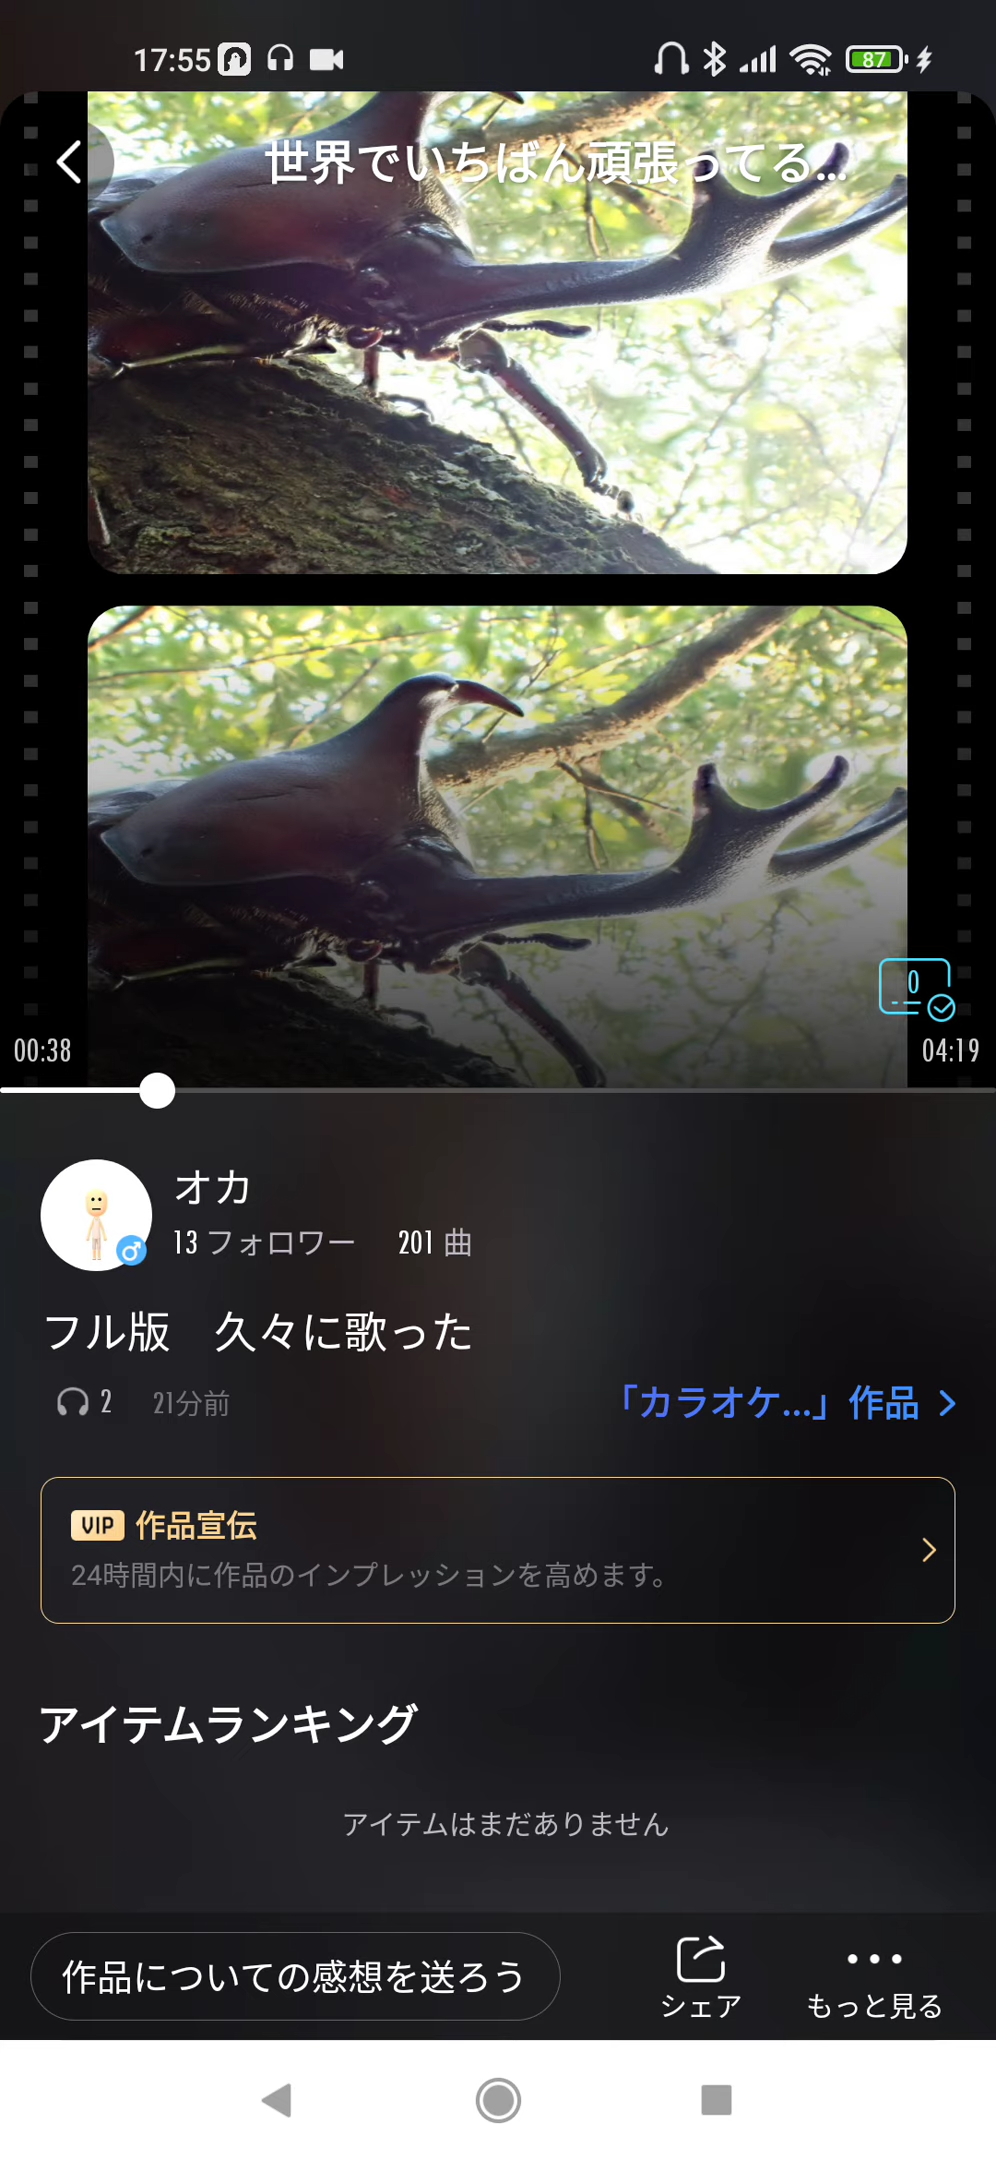 17:55
87
世界でいちばん頑張ってる...
0
00:38
04:19
オカ
13 フォロワー 201 曲
フル版 久々に歌った
2 21分前 「カラオケ...」作品
VIP 作品宣伝
24時間内に作品のインプレッションを高めます。
アイテムランキング
アイテムはまだありません
作品についての感想を送ろう
シェア
もっと見る